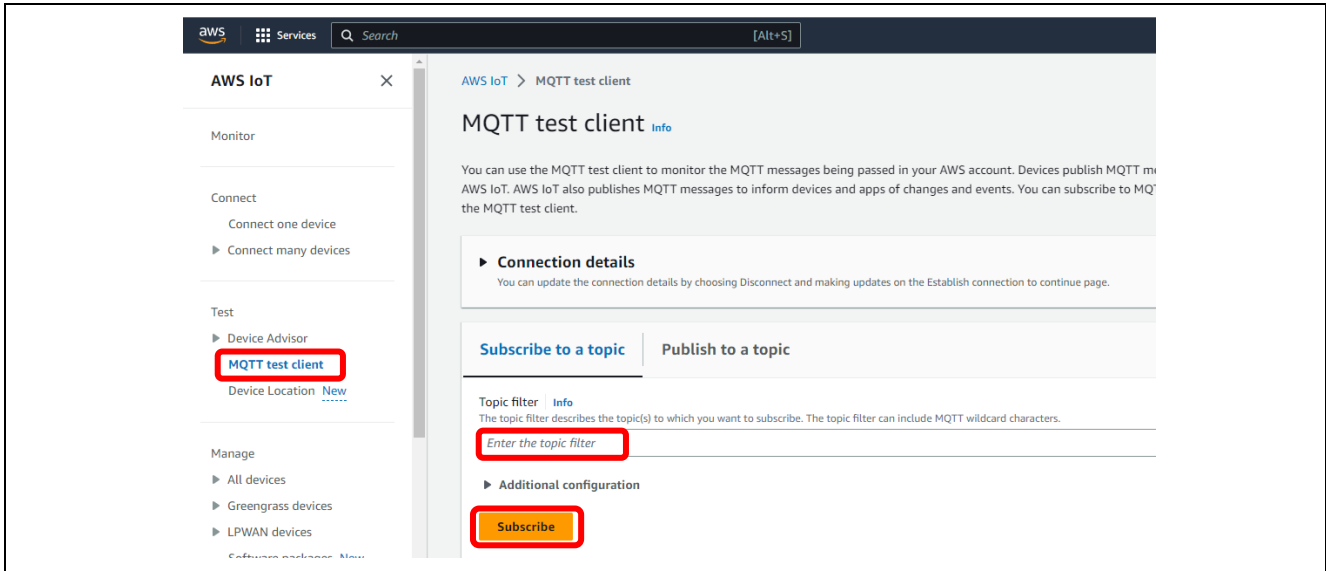 aws
Services
Search
[Alt+S]
AWS IoT
Monitor
Connect
Connect one device
Connect many devices
Test
Device Advisor
MQTT test client
Device Location New
Manage
All devices
Greengrass devices
LPWAN devices
Software packages New
AWS IoT > MQTT test client
MQTT test client Info
You can use the MQTT test client to monitor the MQTT messages being passed in your AWS account. Devices publish MQTT
AWS IoT. AWS IoT also publishes MQTT messages to inform devices and apps of changes and events. You can subscribe to
the MQTT test client.
Connection details
You can update the connection details by choosing Disconnect and making updates on the Establish connection to continue page.
Subscribe to a topic
Publish to a topic
Topic filter Info
The topic filter describes the topic(s) to which you want to subscribe. The topic filter can include MQTT wildcard characters.
Enter the topic filter
Additional configuration
Subscribe